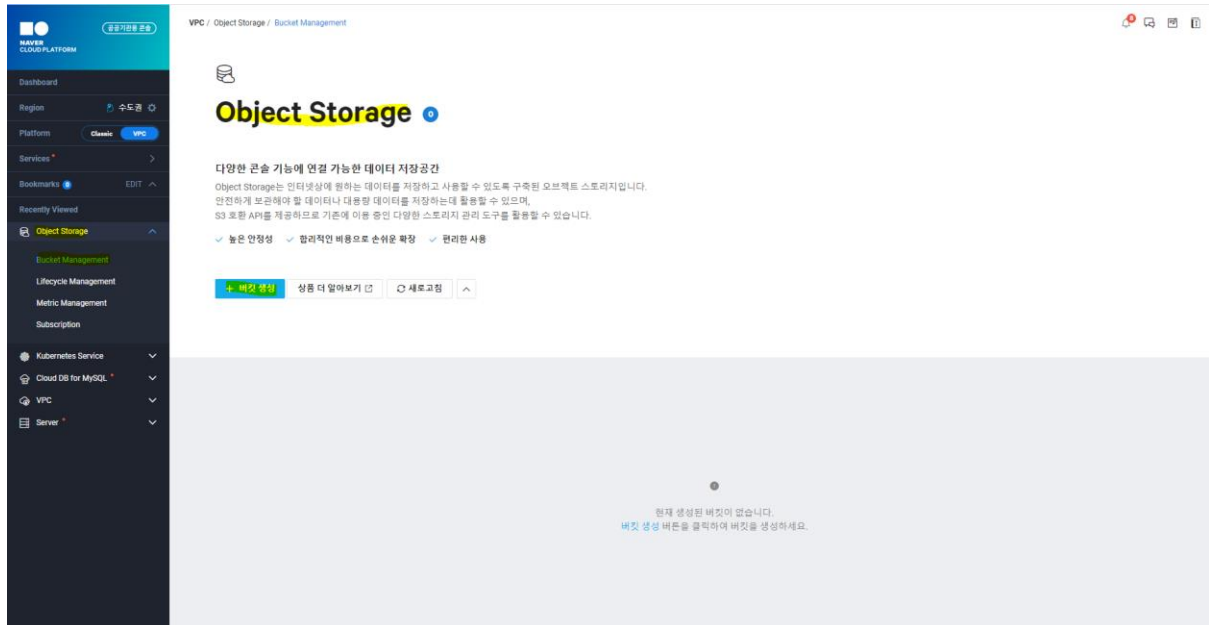 NAVER
CLOUD PLATFORM
공공기관용 콘솔
Dashboard
Region 수도권
Platform Classic VPC
Services
Bookmarks EDIT
Recently Viewed
Object Storage
Bucket Management
Lifecycle Management
Metric Management
Subscription
Kubernetes Service
Cloud DB for MySQL
VPC
Server
VPC / Object Storage / Bucket Management
Object Storage 0
다양한 콘솔 기능에 연결 가능한 데이터 저장공간
Object Storage는 인터넷상에 원하는 데이터를 저장하고 사용할 수 있도록 구축된 오브젝트 스토리지입니다.
안전하게 보관해야 할 데이터나 대용량 데이터를 저장하는데 활용할 수 있으며,
S3 호환 API를 제공하므로 기존에 이용 중인 다양한 스토리지 관리 도구를 활용할 수 있습니다.
높은 안정성 합리적인 비용으로 손쉬운 확장 편리한 사용
+ 버킷 생성 상품 더 알아보기 새로고침
현재 생성된 버킷이 없습니다.
버킷 생성 버튼을 클릭하여 버킷을 생성하세요.